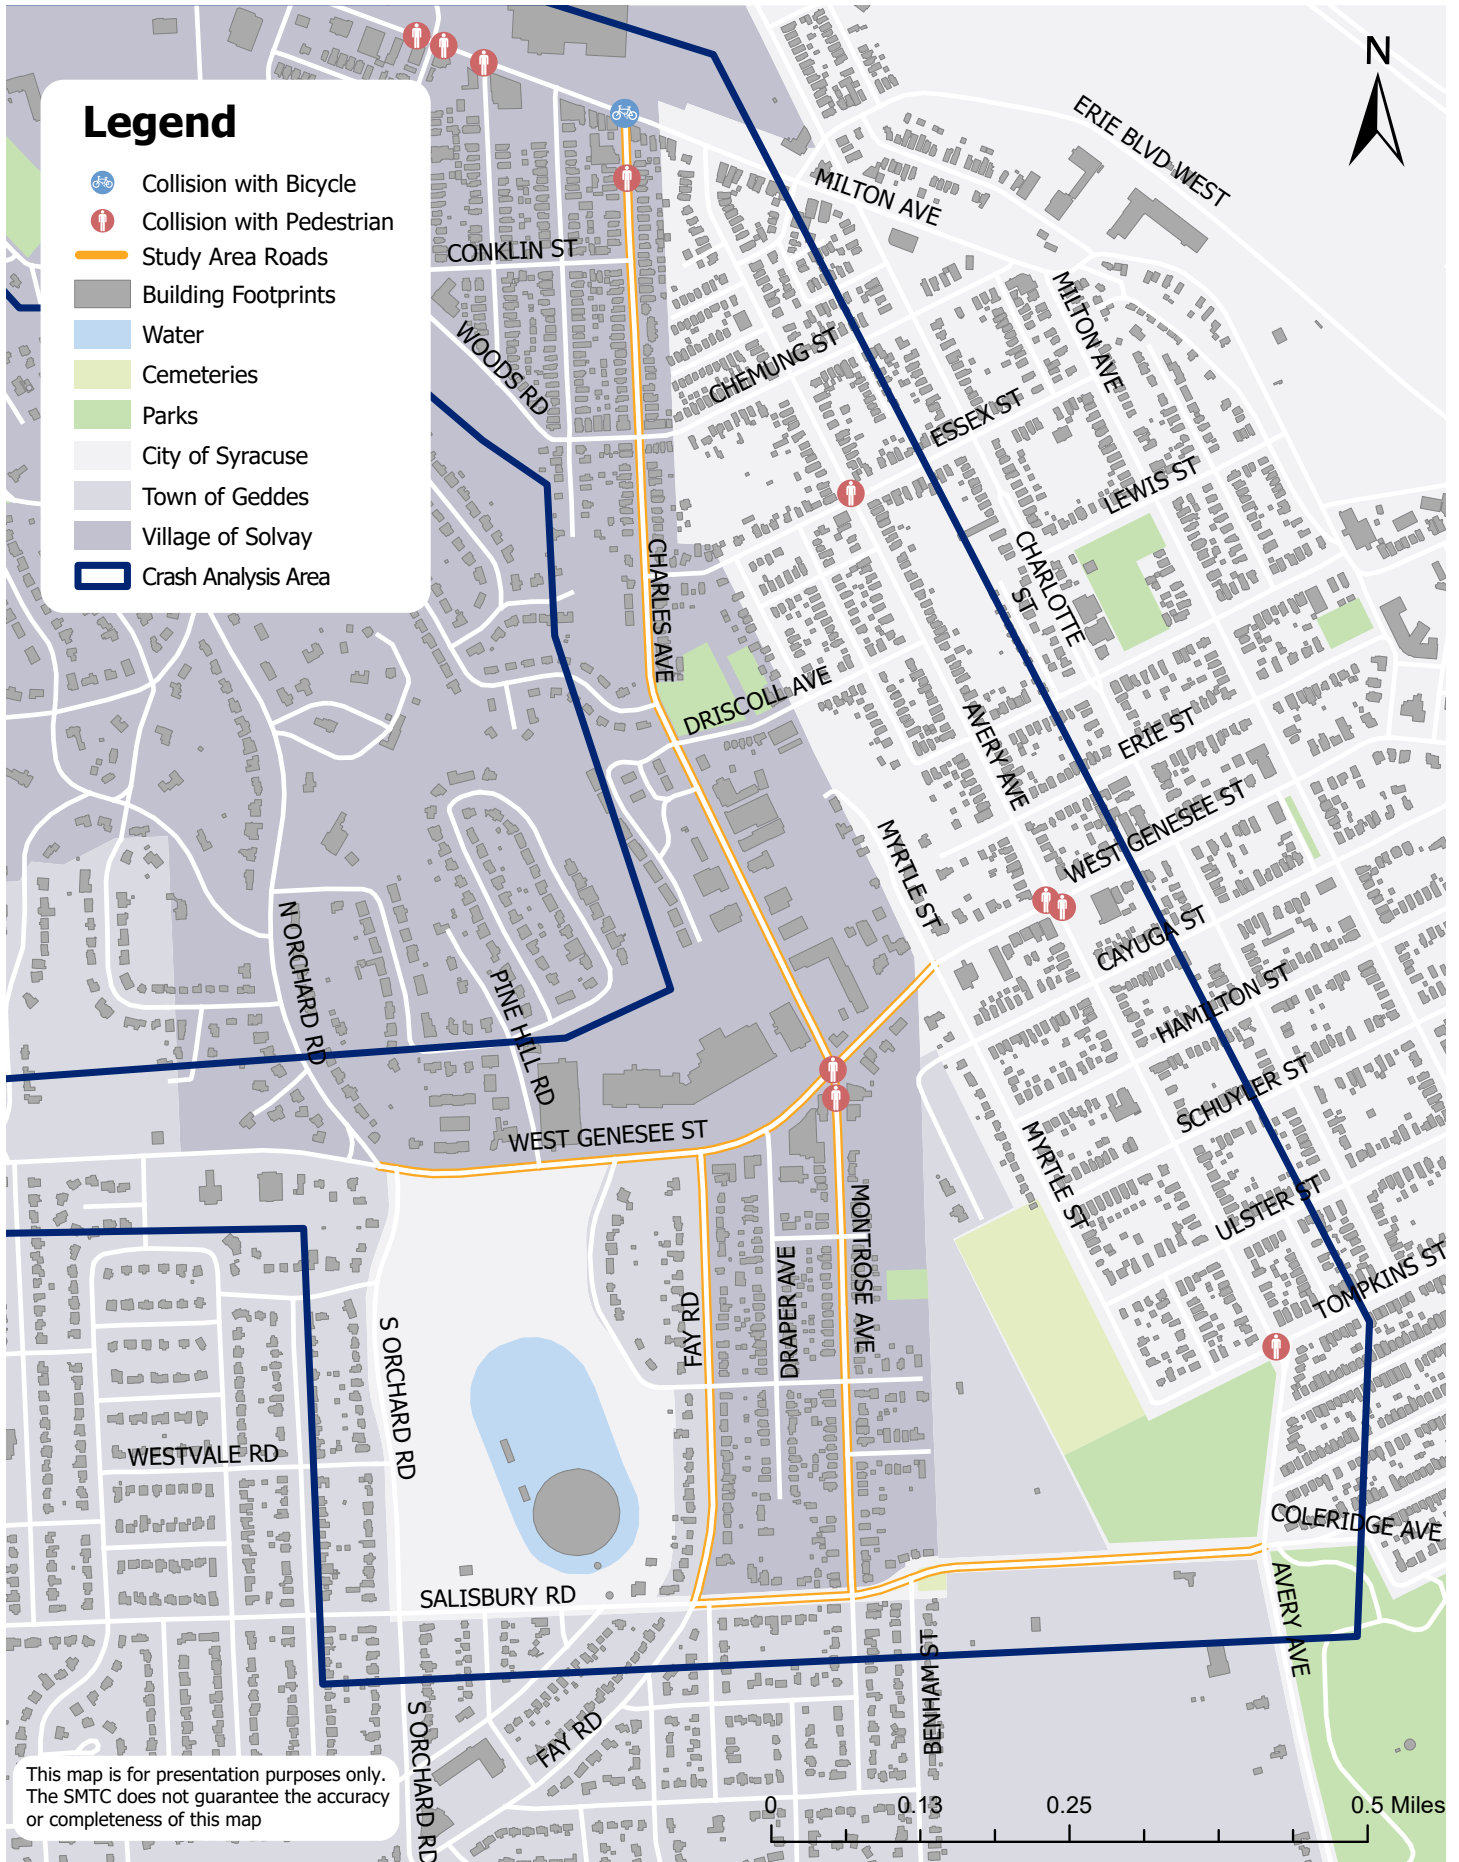 N
ERIE BLVD WEST
Legend
Collision with Bicycle
Collision with Pedestrian
Study Area Roads
Building Footprints
Water
Cemeteries
Parks
City of Syracuse
Town of Geddes
Village of Solvay
Crash Analysis Area
MILTON AVE
CONKLIN ST
MILTON AVE
WOODS RD
CHEMUNG ST
ESSEX ST
LEWIS ST
CHARLES AVE
CHARLOTTE
ST
DRISCOLL AVE
AVERY AVE
ERIE ST
WEST GENESEE ST
MYRTLE ST
CAYUGA ST
N ORCHARD RD
PINE HILL RD
HAMILTON ST
SCHUYLER ST
WEST GENESEE ST
MYRTLE ST
ULSTER ST
MONTROSE AVE
DRAPER AVE
FAY RD
TOMPKINS ST
S ORCHARD RD
WESTVALE RD
COLERIDGE AVE
SALISBURY RD
AVERY AVE
BENHAM ST
S ORCHARD RD
FAY RD
This map is for presentation purposes only.
The SMTC does not guarantee the accuracy
or completeness of this map
0 0.13 0.25 0.5 Miles